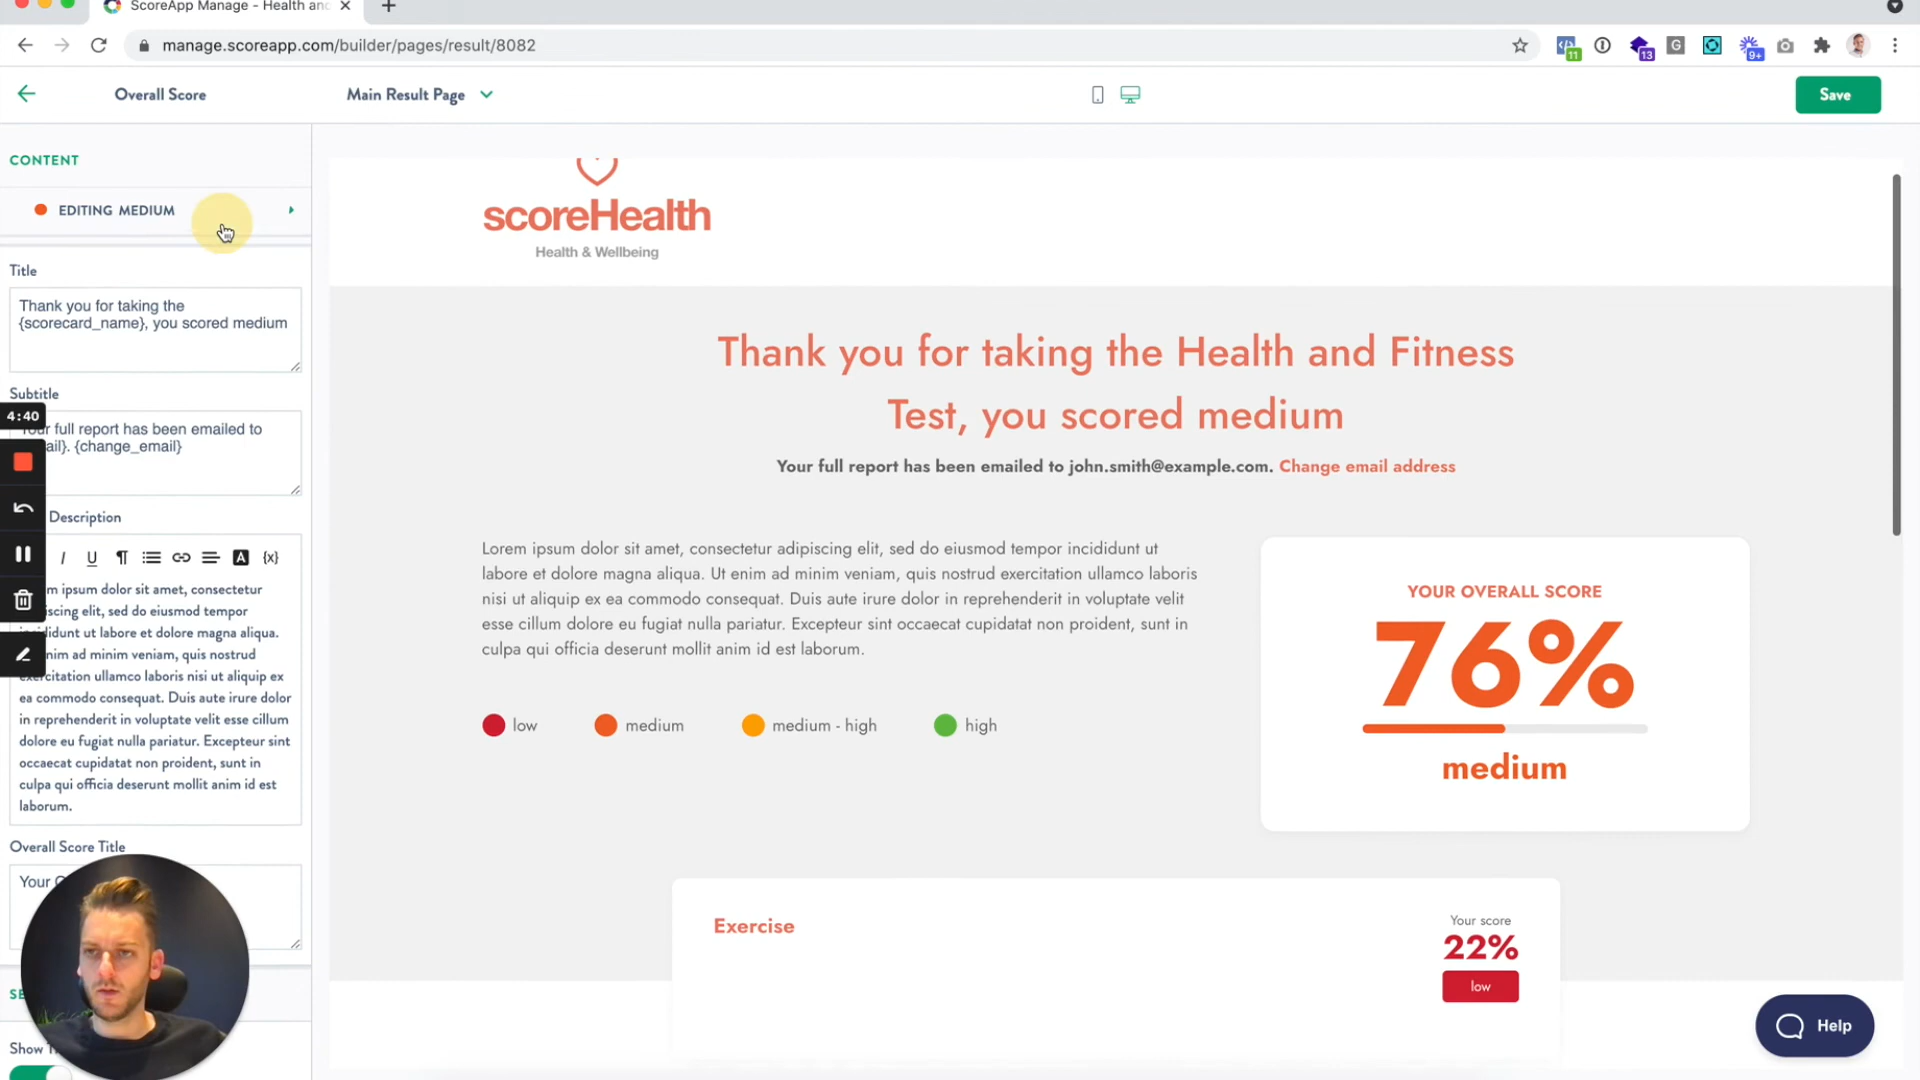 ScoreApp Manage - Health and
manage.scoreapp.com/builder/pages/result/8082
11
13
G
9+
Overall Score
Main Result Page
Save
CONTENT
EDITING MEDIUM
Title
Thank you for taking the
{scorecard_name}, you scored medium
Subtitle
4:40
Your full report has been emailed to
{change_email}
Description
I U ¶ A {x}
ipsum dolor sit amet, consectetur
elit, sed do eiusmod tempor
ut labore et dolore magna aliqua.
ad minim veniam, quis nostrud
exercitation ullamco laboris nisi ut aliquip ex
ea commodo consequat. Duis aute irure dolor
in reprehenderit in voluptate velit esse cillum
dolore eu fugiat nulla pariatur. Excepteur sint
occaecat cupidatat non proident, sunt in
culpa qui officia deserunt mollit anim id est
laborum.
Overall Score Title
Your
Show
scoreHealth
Health & Wellbeing
Thank you for taking the Health and Fitness
Test, you scored medium
Your full report has been emailed to john.smith@example.com. Change email address
Lorem ipsum dolor sit amet, consectetur adipiscing elit, sed do eiusmod tempor incididunt ut
labore et dolore magna aliqua. Ut enim ad minim veniam, quis nostrud exercitation ullamco laboris
nisi ut aliquip ex ea commodo consequat. Duis aute irure dolor in reprehenderit in voluptate velit
esse cillum dolore eu fugiat nulla pariatur. Excepteur sint occaecat cupidatat non proident, sunt in
culpa qui officia deserunt mollit anim id est laborum.
low medium medium - high high
YOUR OVERALL SCORE
76%
medium
Exercise
Your score
22%
low
Help